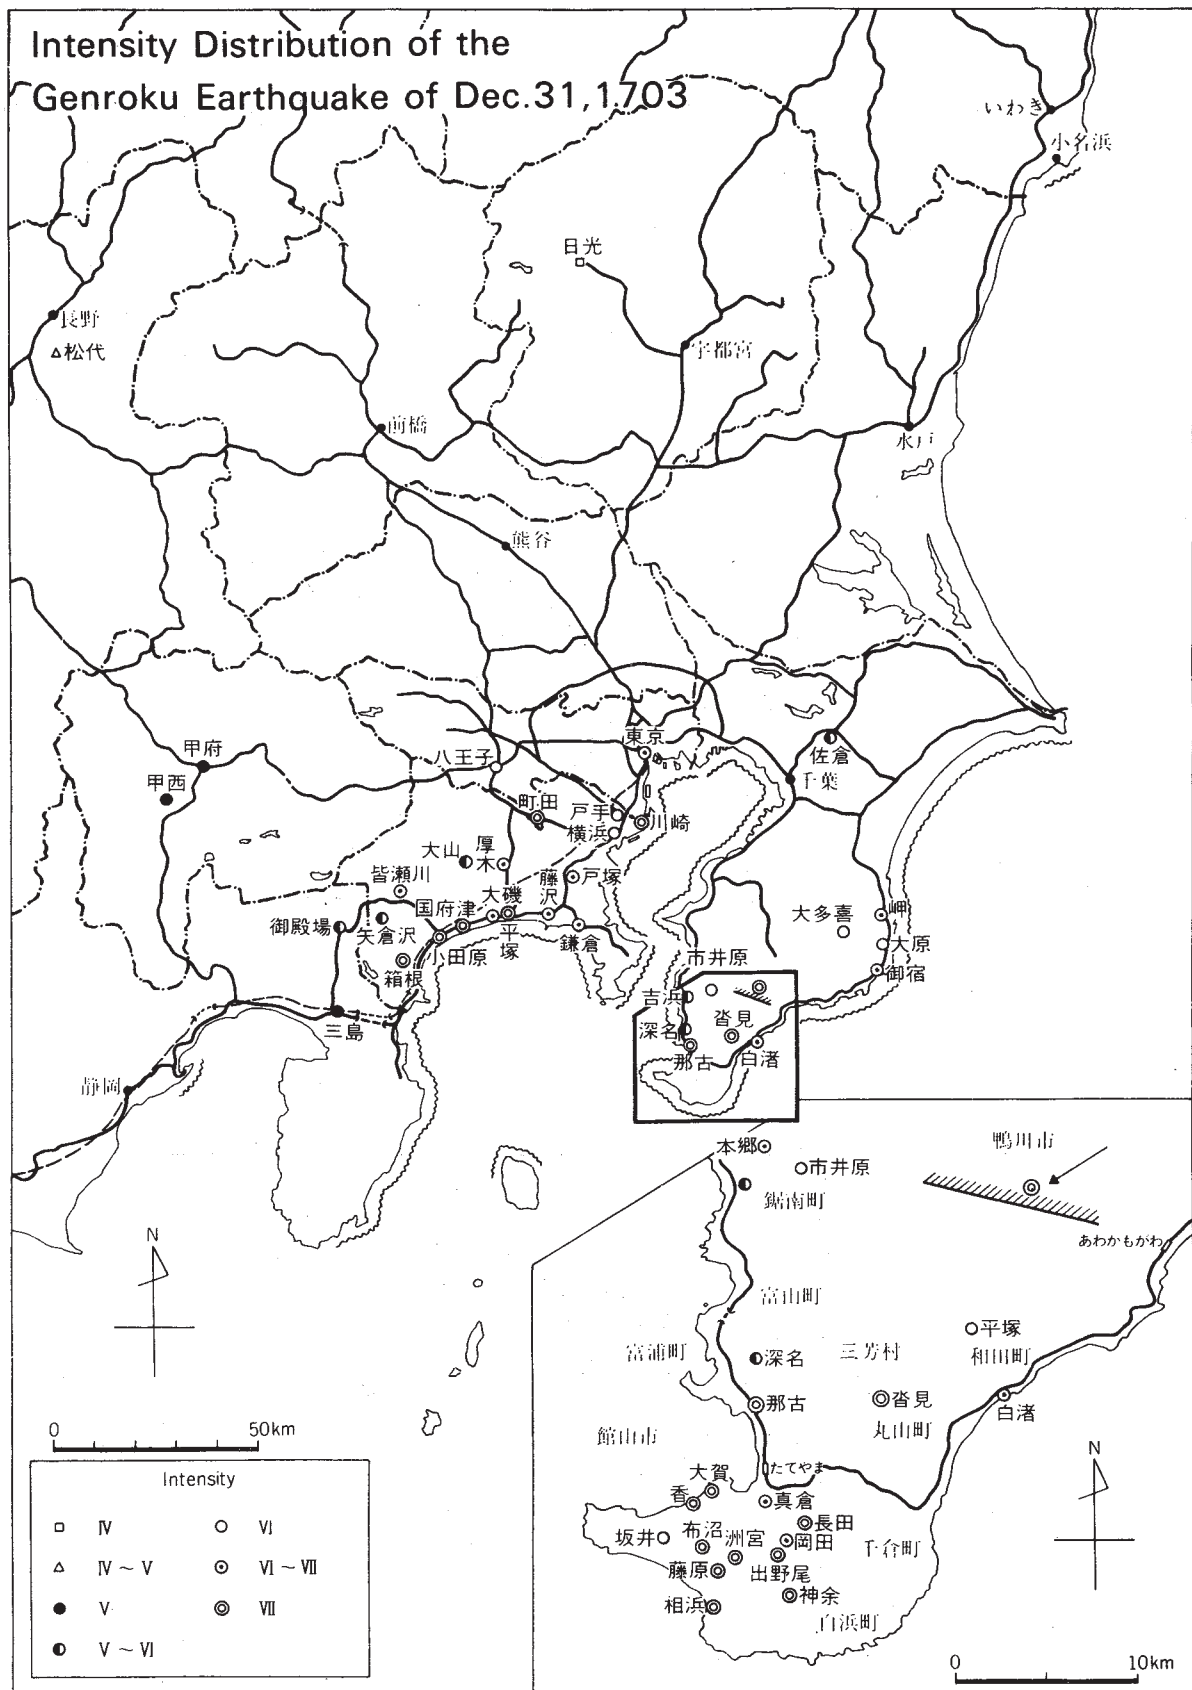 Intensity Distribution of the
Genroku Earthquake of Dec.31,1703
いわき
小名浜
日光
長野
松代
宇都宮
前橋
水戸
熊谷
東京
甲府
佐倉
八王子
千葉
甲西
町田
戸手
川崎
横浜
大山
厚木
皆瀬川
藤沢
戸塚
大磯
国府津
大多喜
岬
御殿場
矢倉沢
平塚
鎌倉
大原
小田原
市井原
箱根
御宿
吉浜
三島
深名
沓見
那古
白渚
静岡
本郷
鴨川市
市井原
鋸南町
N
あわかもがわ
富山町
平塚
富浦町
深名
三芳村
和田町
那古
沓見
白渚
丸山町
館山市
0 50km
N
たてやま
大賀
香
真倉
長田
坂井
布沼
洲宮
岡田
千倉町
藤原
出野尾
神余
相浜
白浜町
0 10km
Intensity
□ Ⅳ
○ Ⅵ
△ Ⅳ～Ⅴ
⊙ Ⅵ～Ⅶ
● Ⅴ
◎ Ⅶ
◐ Ⅴ～Ⅵ